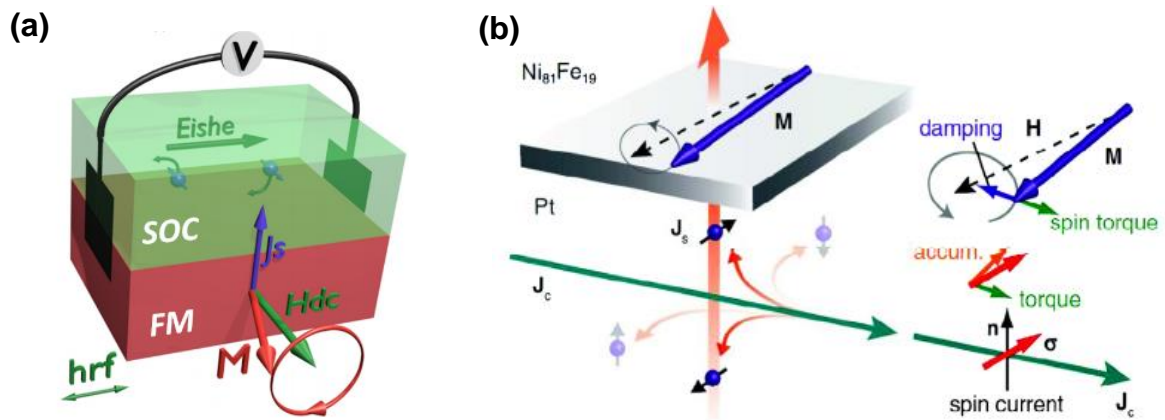 (a)
V
Eishe
SOC
Js
Hdc
FM
M
hrf
(b)
Ni81Fe19
M
Pt
Js
Jc
damping
H
M
spin torque
accum.
torque
n
σ
spin current
Jc